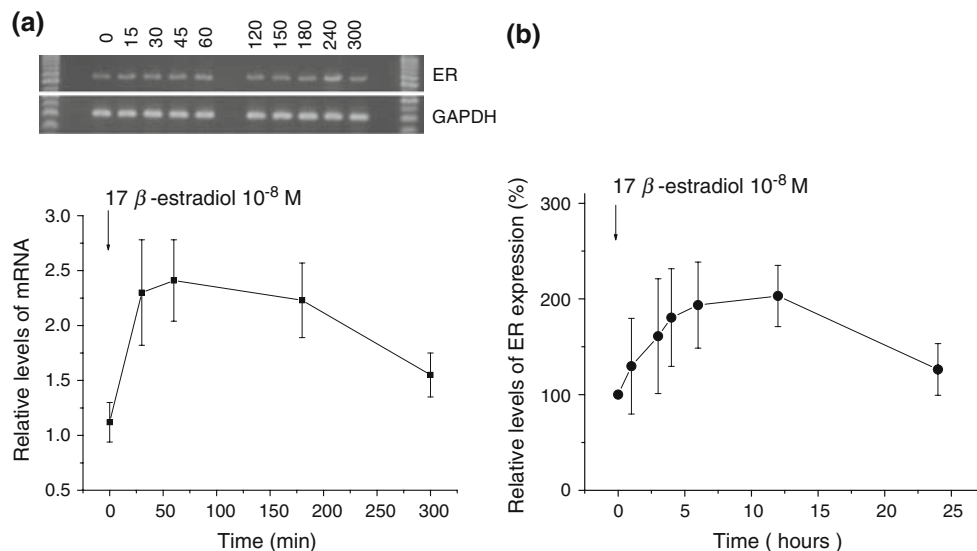 (a)
0 15 30 45 60 120 150 180 240 300
ER
GAPDH
17 β-estradiol 10-8 M
3.0
2.5
2.0
1.5
1.0
0.5
Relative levels of mRNA
0 50 100 150 200 250 300
Time (min)
(b)
17 β-estradiol 10-8 M
300
200
100
0
Relative levels of ER expression (%)
0 5 10 15 20 25
Time ( hours )